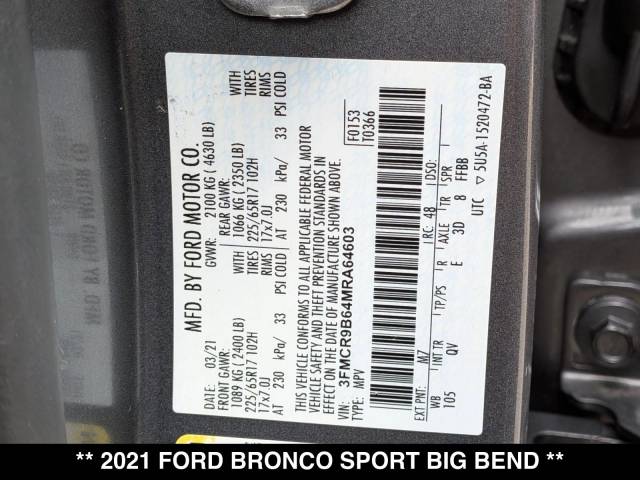 MFD. BY FORD MOTOR CO.
03/21 GVWR: 2100 KG ( 4630 LB)
FRONT GAWR: REAR GAWR: WITH
1089 KG ( 2400 LB) 1066 KG ( 2350 LB) TIRES
225/65R17 102H 225/65R17 102H RIMS
17x7.0J 17x7.0J
AT 230 kPa/ 33 PSI COLD AT 230 kPa/ 33 PSI COLD
WITH
TIRES
RIMS
THIS VEHICLE CONFORMS TO ALL APPLICABLE FEDERAL MOTOR
VEHICLE SAFETY AND THEFT PREVENTION STANDARDS IN
EFFECT ON THE DATE OF MANUFACTURE SHOWN ABOVE.
VIN: 3FMCR9B64MRA64603
TYPE: MPV
F0153
T0366
EXT PNT: M7 RC: 48 DSO:
WB INT TR TP/PS R AXLE TR SPR
105 QV E 3D 8 FFBB
UTC ▽ 5U5A-1520472-BA
** 2021 FORD BRONCO SPORT BIG BEND **